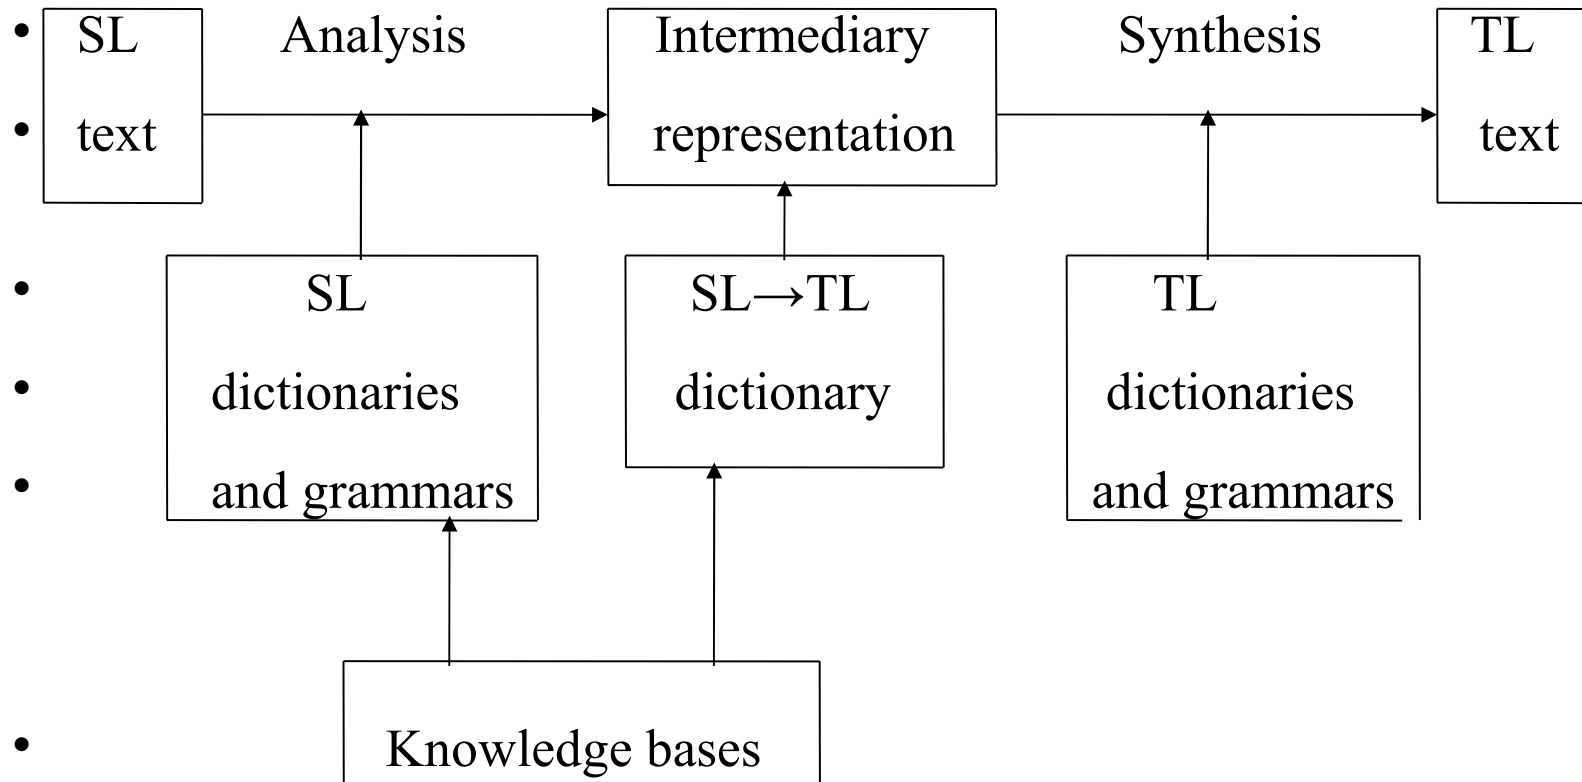 • SL Analysis Intermediary Synthesis TL
• text representation text
• SL SL→TL TL
• dictionaries dictionary dictionaries
• and grammars and grammars
• Knowledge bases